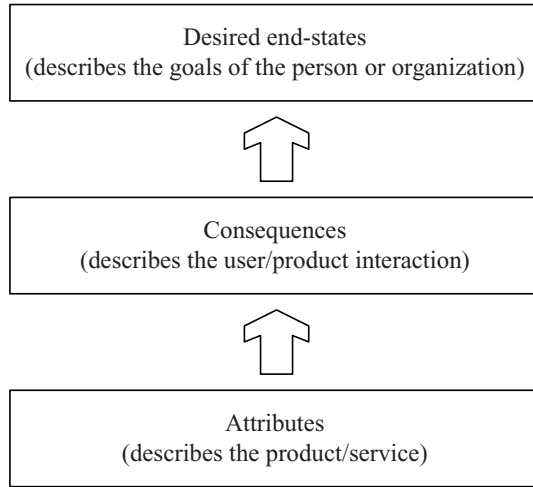 Desired end-states
(describes the goals of the person or organization)
Consequences
(describes the user/product interaction)
Attributes
(describes the product/service)